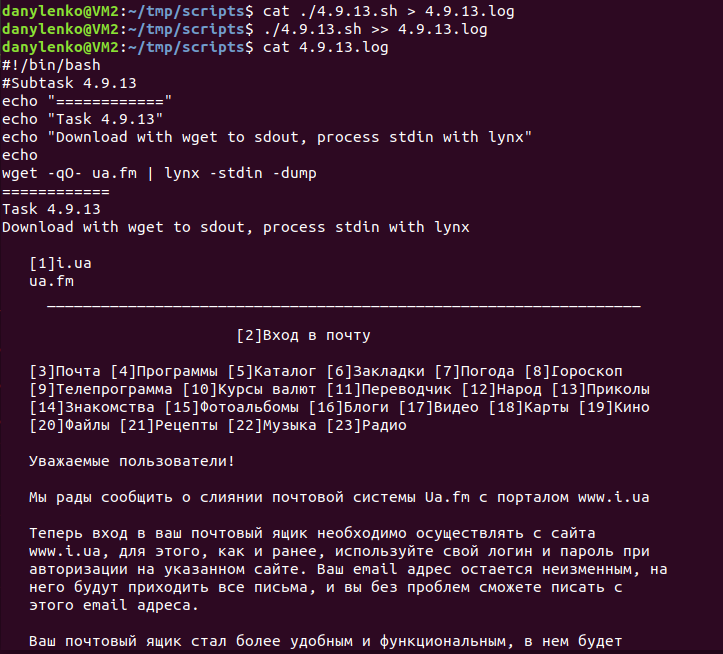 danylenko@VM2:~/tmp/scripts$ cat ./4.9.13.sh > 4.9.13.log
danylenko@VM2:~/tmp/scripts$ ./4.9.13.sh >> 4.9.13.log
danylenko@VM2:~/tmp/scripts$ cat 4.9.13.log
#!/bin/bash
#Subtask 4.9.13
echo "============"
echo "Task 4.9.13"
echo "Download with wget to sdout, process stdin with lynx"
echo
wget -qO- ua.fm | lynx -stdin -dump
============
Task 4.9.13
Download with wget to sdout, process stdin with lynx
[1]i.ua
ua.fm
__________________________________________________________________
[2]Вход в почту
[3]Почта [4]Программы [5]Каталог [6]Закладки [7]Погода [8]Гороскоп
[9]Телепрограмма [10]Курсы валют [11]Переводчик [12]Народ [13]Приколы
[14]Знакомства [15]Фотоальбомы [16]Блоги [17]Видео [18]Карты [19]Кино
[20]Файлы [21]Рецепты [22]Музыка [23]Радио
Уважаемые пользователи!
Мы рады сообщить о слиянии почтовой системы Ua.fm с порталом www.i.ua
Теперь вход в ваш почтовый ящик необходимо осуществлять с сайта
www.i.ua, для этого, как и ранее, используйте свой логин и пароль при
авторизации на указанном сайте. Ваш email адрес остается неизменным, на
него будут приходить все письма, и вы без проблем сможете писать с
этого email адреса.
Ваш почтовый ящик стал более удобным и функциональным, в нем будет